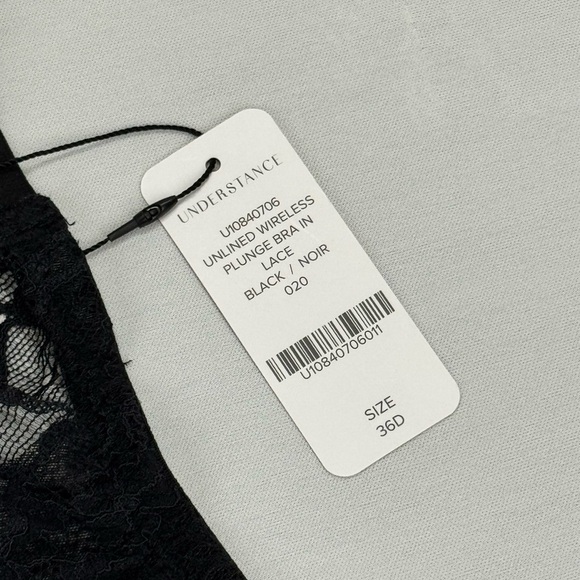 UNDERSTANCE
U10840706
UNLINED WIRELESS
PLUNGE BRA IN
LACE
BLACK / NOIR
020
U10840706011
SIZE
36D